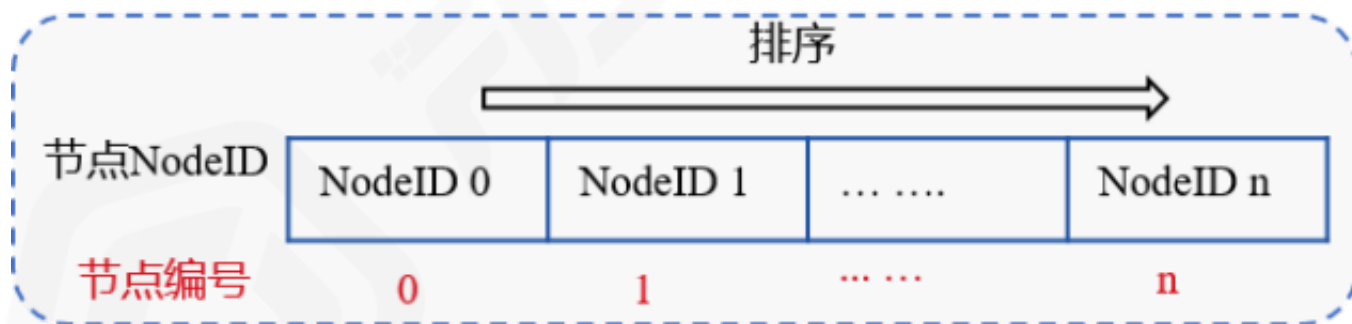 排序
节点NodeID NodeID 0 NodeID 1 … …. NodeID n
节点编号 0 1 ... … n